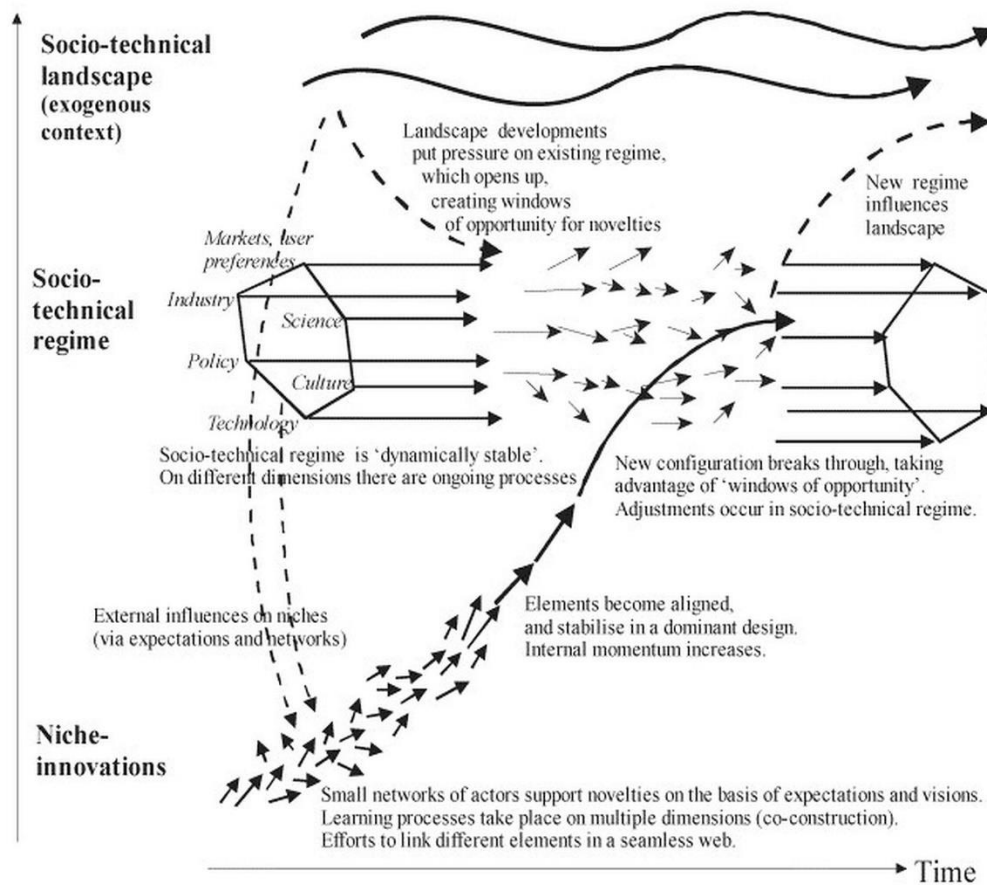 Socio-technical
landscape
(exogenous
context)
Landscape developments
put pressure on existing regime,
which opens up,
creating windows
of opportunity for novelties
New regime
influences
landscape
Markets, user
preferences
Industry
Science
Policy
Culture
Technology
Socio-
technical
regime
Socio-technical regime is ‘dynamically stable’.
On different dimensions there are ongoing processes
New configuration breaks through, taking
advantage of ‘windows of opportunity’.
Adjustments occur in socio-technical regime.
External influences on niches
(via expectations and networks)
Elements become aligned,
and stabilise in a dominant design.
Internal momentum increases.
Niche-
innovations
Small networks of actors support novelties on the basis of expectations and visions.
Learning processes take place on multiple dimensions (co-construction).
Efforts to link different elements in a seamless web.
Time